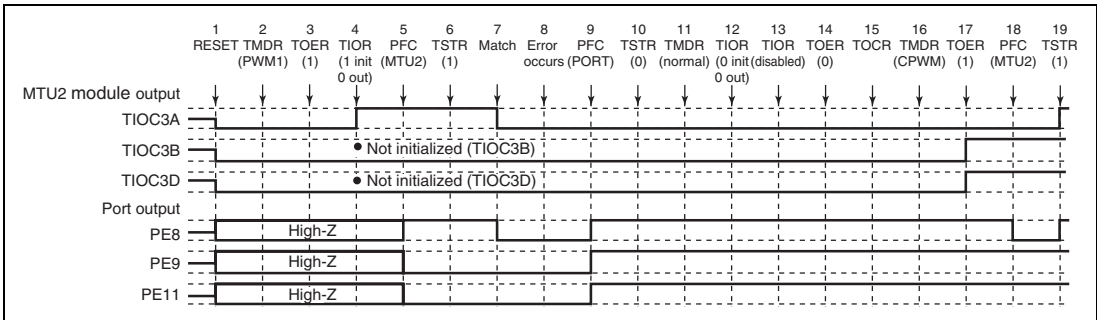 1 2 3 4 5 6 7 8 9 10 11 12 13 14 15 16 17 18 19
RESET TMDR TOER TIOR PFC TSTR Match Error PFC TSTR TMDR TIOR TIOR TOER TOCR TMDR TOER PFC TSTR
(PWM1) (1) (1 init (MTU2) (1) occurs (PORT) (0) (normal) (0 init (disabled) (0) (CPWM) (1) (MTU2) (1)
0 out) 0 out)
MTU2 module output
TIOC3A
TIOC3B • Not initialized (TIOC3B)
TIOC3D • Not initialized (TIOC3D)
Port output
PE8 High-Z
PE9 High-Z
PE11 High-Z